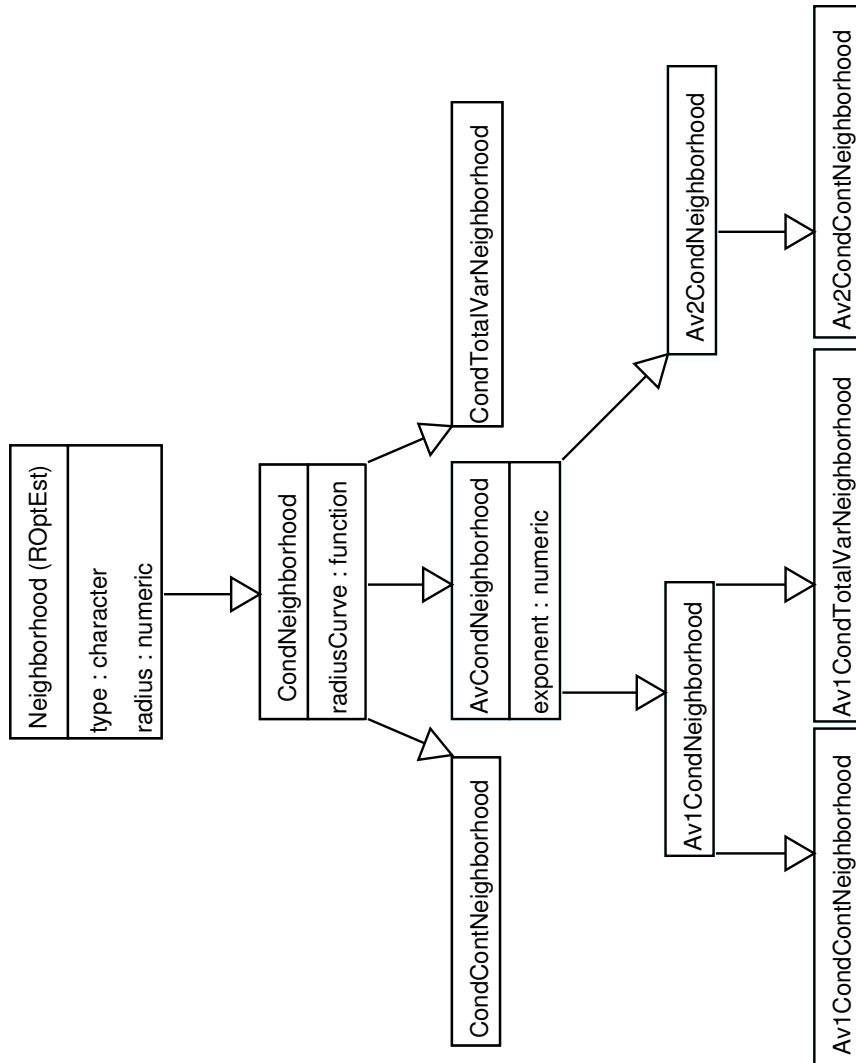 Neighborhood (ROptEst)
type : character
radius : numeric
CondNeighborhood
radiusCurve : function
CondContNeighborhood
AvCondNeighborhood
exponent : numeric
CondTotalVarNeighborhood
Av1CondNeighborhood
Av2CondNeighborhood
Av1CondContNeighborhood
Av1CondTotalVarNeighborhood
Av2CondContNeighborhood